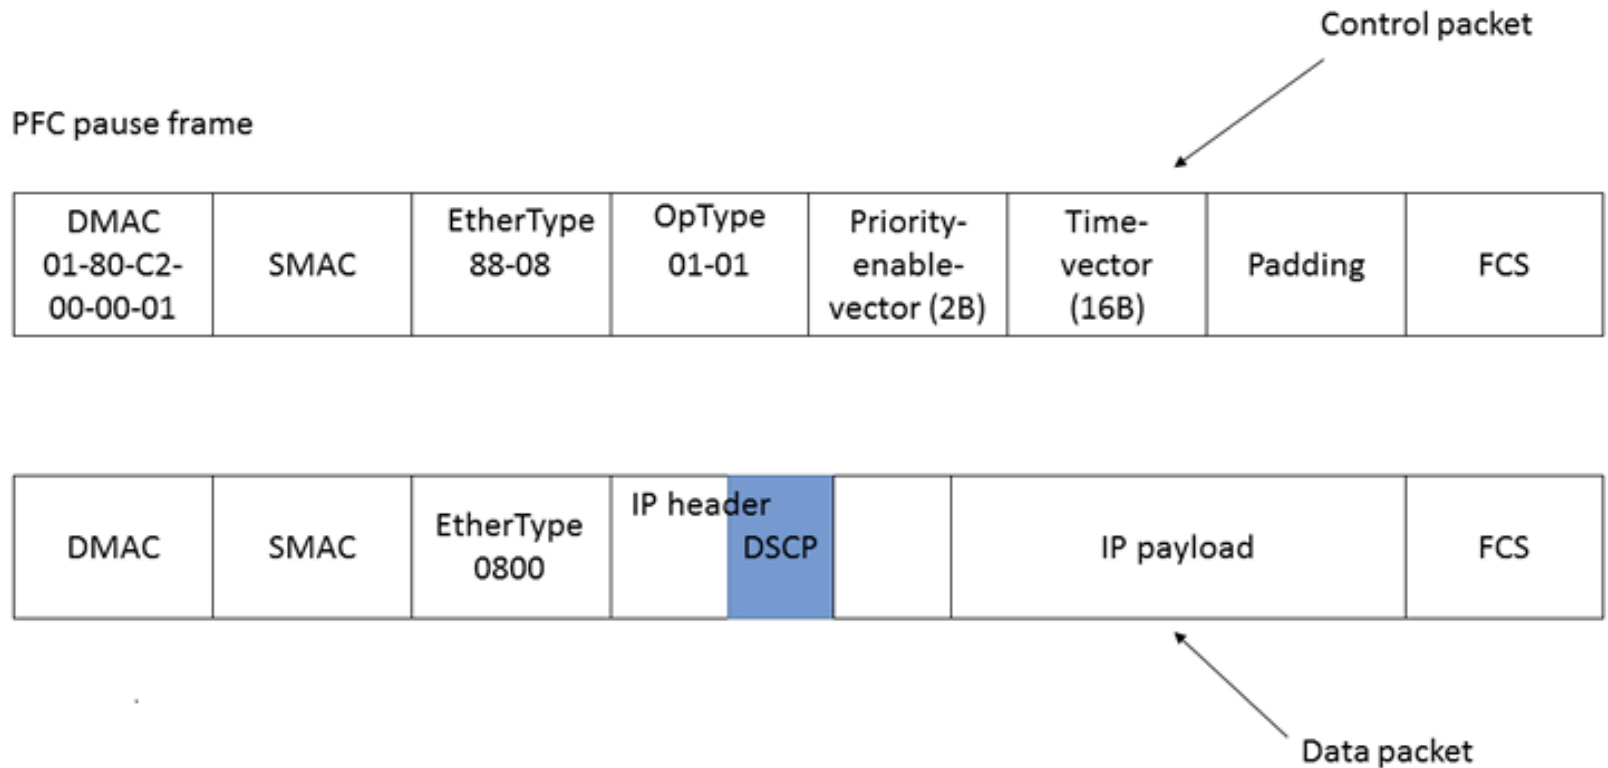 Control packet
PFC pause frame
DMAC
01-80-C2-
00-00-01
SMAC
EtherType
88-08
OpType
01-01
Priority-
enable-
vector (2B)
Time-
vector
(16B)
Padding
FCS
DMAC
SMAC
EtherType
0800
IP header
DSCP
IP payload
FCS
Data packet